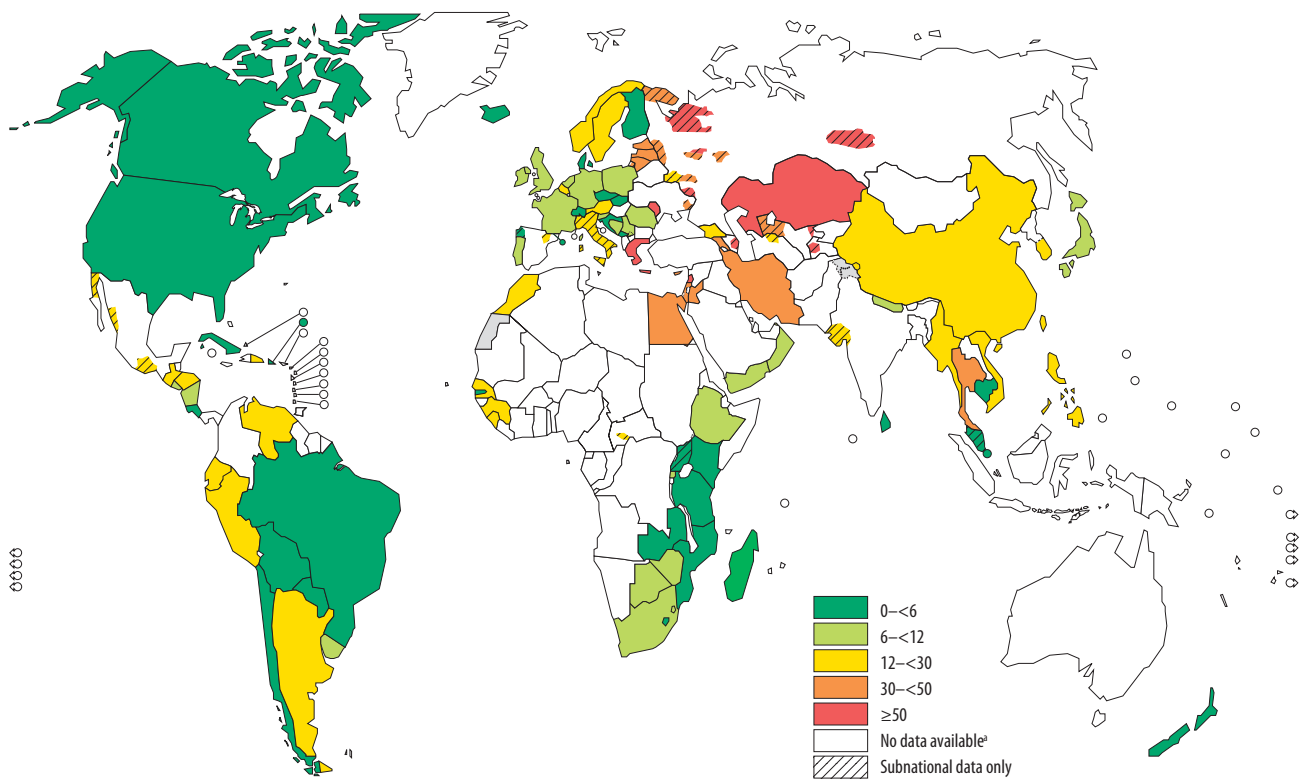 0–<6
6–<12
12–<30
30–<50
≥50
No data availableᵃ
Subnational data only